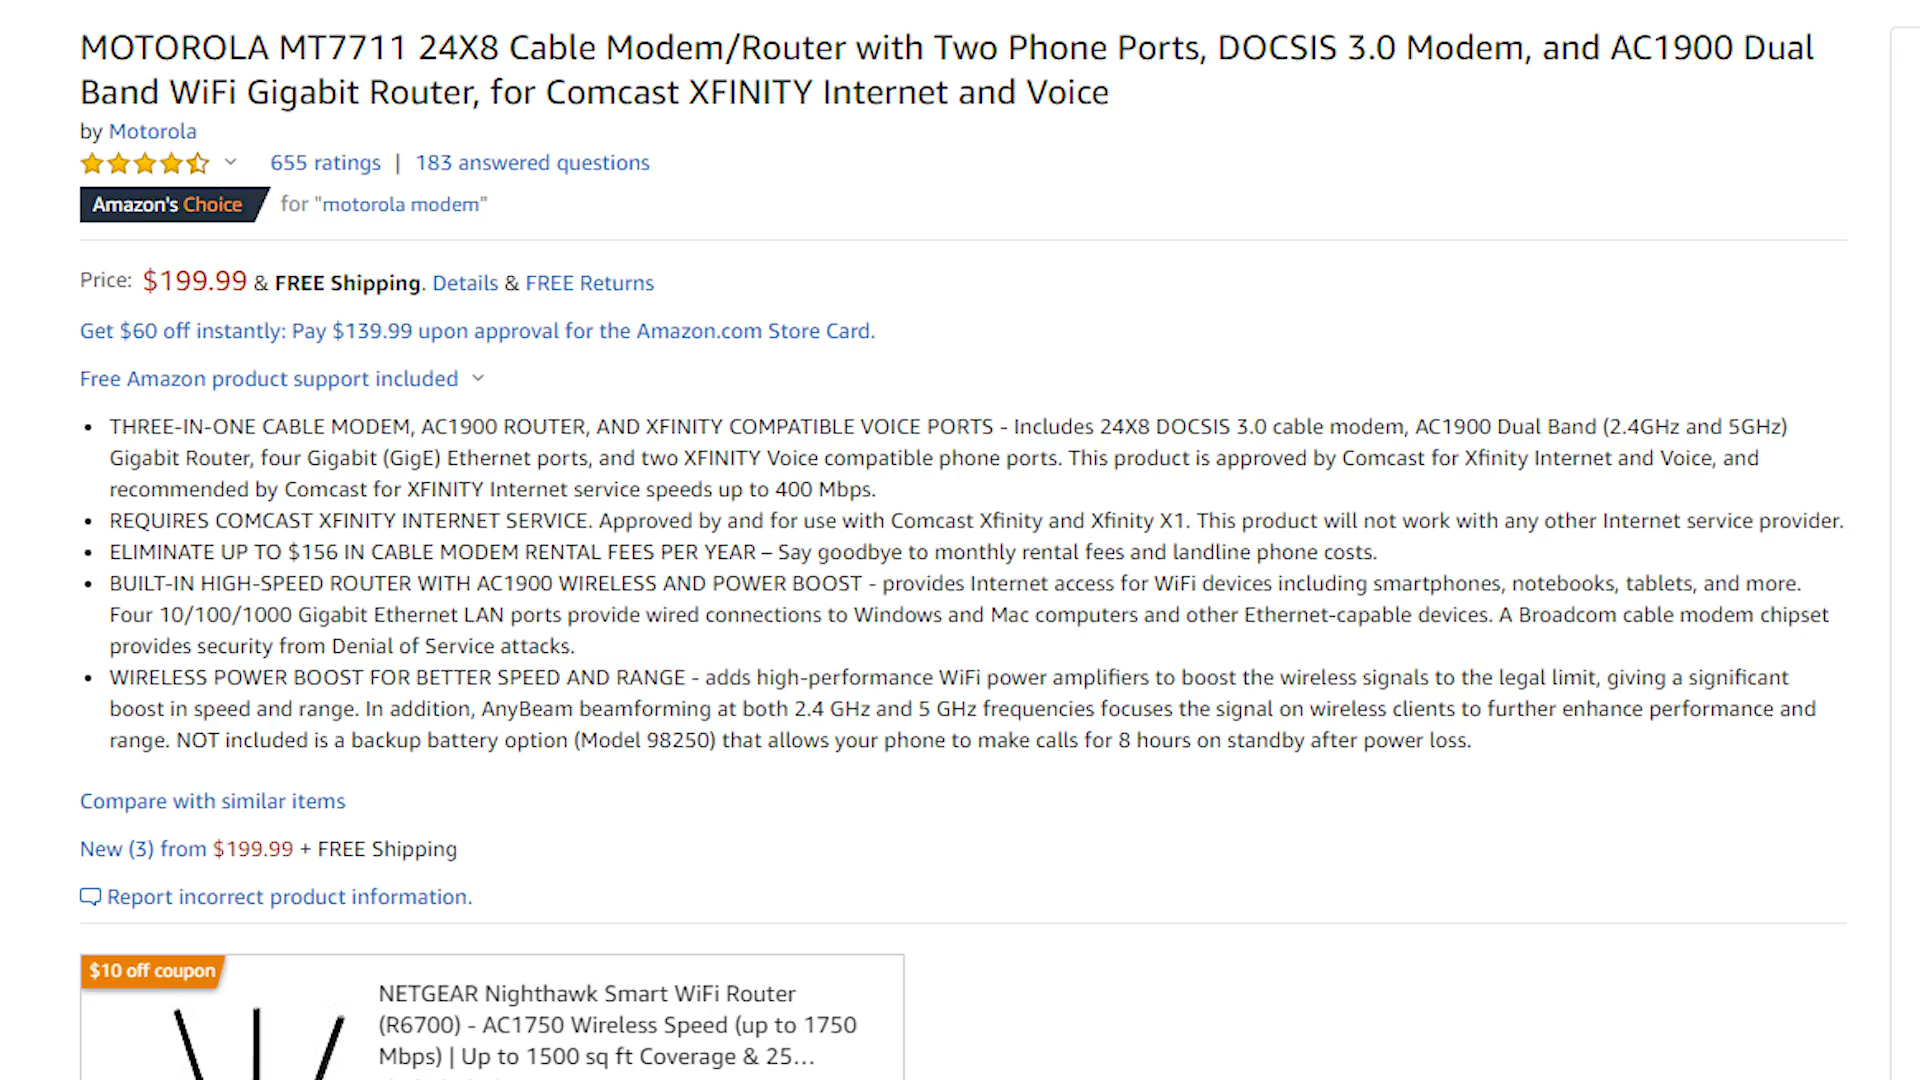 MOTOROLA MT7711 24X8 Cable Modem/Router with Two Phone Ports, DOCSIS 3.0 Modem, and AC1900 Dual
Band WiFi Gigabit Router, for Comcast XFINITY Internet and Voice
by Motorola
655 ratings | 183 answered questions
Amazon's Choice for "motorola modem"
Price: $199.99 & FREE Shipping. Details & FREE Returns
Get $60 off instantly: Pay $139.99 upon approval for the Amazon.com Store Card.
Free Amazon product support included
• THREE-IN-ONE CABLE MODEM, AC1900 ROUTER, AND XFINITY COMPATIBLE VOICE PORTS - Includes 24X8 DOCSIS 3.0 cable modem, AC1900 Dual Band (2.4GHz and 5GHz)
Gigabit Router, four Gigabit (GigE) Ethernet ports, and two XFINITY Voice compatible phone ports. This product is approved by Comcast for Xfinity Internet and Voice, and
recommended by Comcast for XFINITY Internet service speeds up to 400 Mbps.
• REQUIRES COMCAST XFINITY INTERNET SERVICE. Approved by and for use with Comcast Xfinity and Xfinity X1. This product will not work with any other Internet service provider.
• ELIMINATE UP TO $156 IN CABLE MODEM RENTAL FEES PER YEAR – Say goodbye to monthly rental fees and landline phone costs.
• BUILT-IN HIGH-SPEED ROUTER WITH AC1900 WIRELESS AND POWER BOOST - provides Internet access for WiFi devices including smartphones, notebooks, tablets, and more.
Four 10/100/1000 Gigabit Ethernet LAN ports provide wired connections to Windows and Mac computers and other Ethernet-capable devices. A Broadcom cable modem chipset
provides security from Denial of Service attacks.
• WIRELESS POWER BOOST FOR BETTER SPEED AND RANGE - adds high-performance WiFi power amplifiers to boost the wireless signals to the legal limit, giving a significant
boost in speed and range. In addition, AnyBeam beamforming at both 2.4 GHz and 5 GHz frequencies focuses the signal on wireless clients to further enhance performance and
range. NOT included is a backup battery option (Model 98250) that allows your phone to make calls for 8 hours on standby after power loss.
Compare with similar items
New (3) from $199.99 + FREE Shipping
Report incorrect product information.
$10 off coupon
NETGEAR Nighthawk Smart WiFi Router
(R6700) - AC1750 Wireless Speed (up to 1750
Mbps) | Up to 1500 sq ft Coverage & 25...